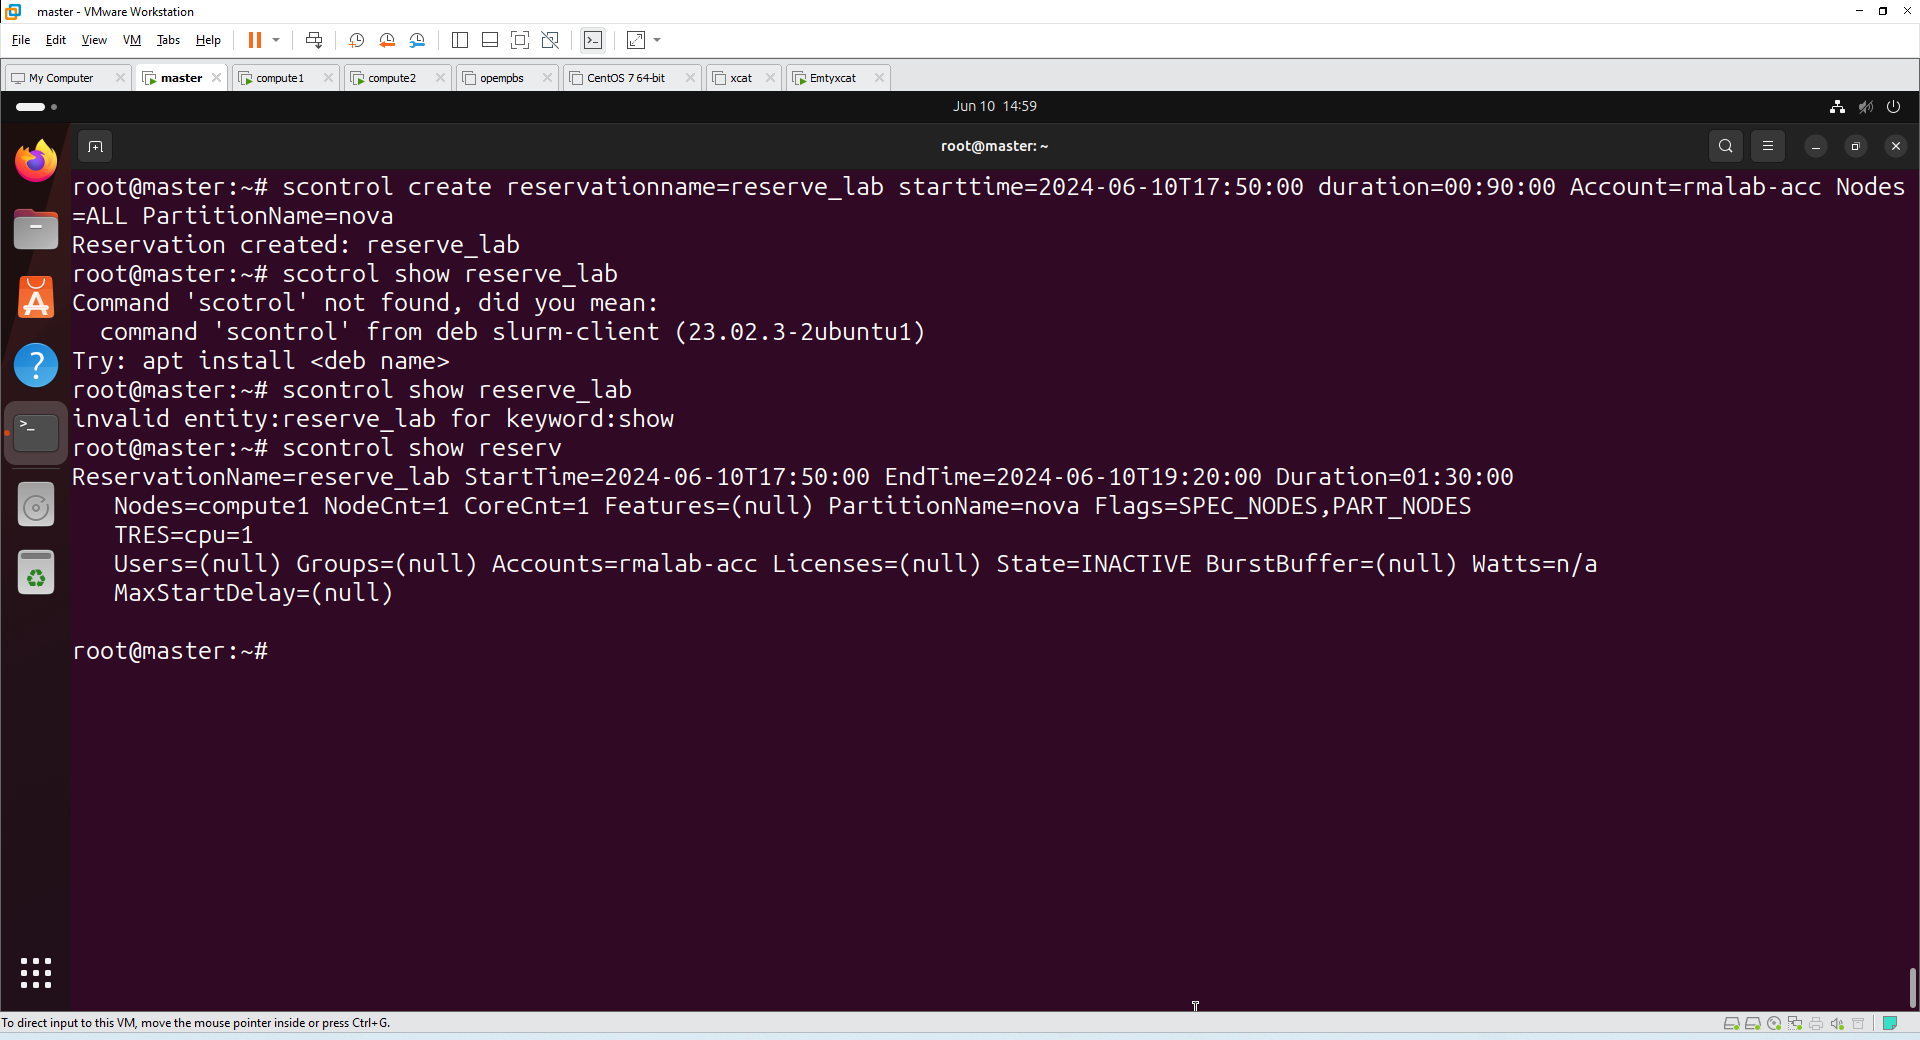 master - VMware Workstation
File Edit View VM Tabs Help
My Computer master compute1 compute2 opempbs CentOS 7 64-bit xcat Emtyxcat
Jun 10 14:59
root@master: ~
root@master:~# scontrol create reservationname=reserve_lab starttime=2024-06-10T17:50:00 duration=00:90:00 Account=rmalab-acc Nodes
=ALL PartitionName=nova
Reservation created: reserve_lab
root@master:~# scotrol show reserve_lab
Command 'scotrol' not found, did you mean:
  command 'scontrol' from deb slurm-client (23.02.3-2ubuntu1)
Try: apt install <deb name>
root@master:~# scontrol show reserve_lab
invalid entity:reserve_lab for keyword:show
root@master:~# scontrol show reserv
ReservationName=reserve_lab StartTime=2024-06-10T17:50:00 EndTime=2024-06-10T19:20:00 Duration=01:30:00
   Nodes=compute1 NodeCnt=1 CoreCnt=1 Features=(null) PartitionName=nova Flags=SPEC_NODES,PART_NODES
   TRES=cpu=1
   Users=(null) Groups=(null) Accounts=rmalab-acc Licenses=(null) State=INACTIVE BurstBuffer=(null) Watts=n/a
   MaxStartDelay=(null)
root@master:~#
To direct input to this VM, move the mouse pointer inside or press Ctrl+G.